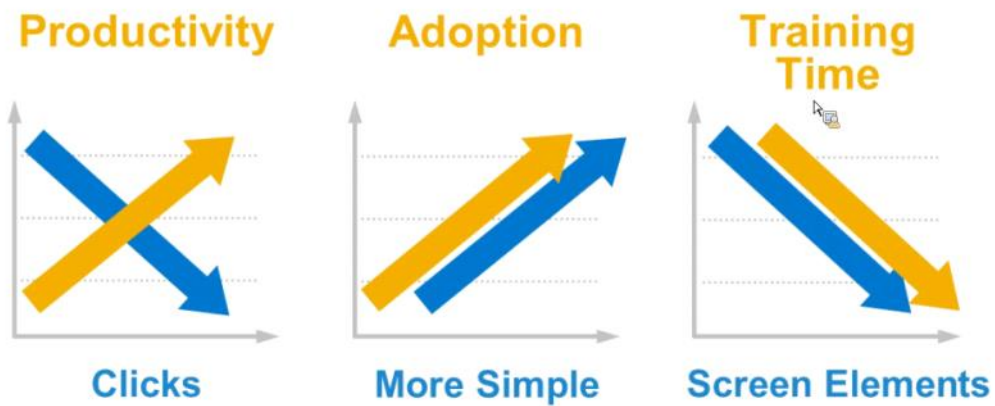 Productivity
Adoption
Training
Time
Clicks
More Simple
Screen Elements